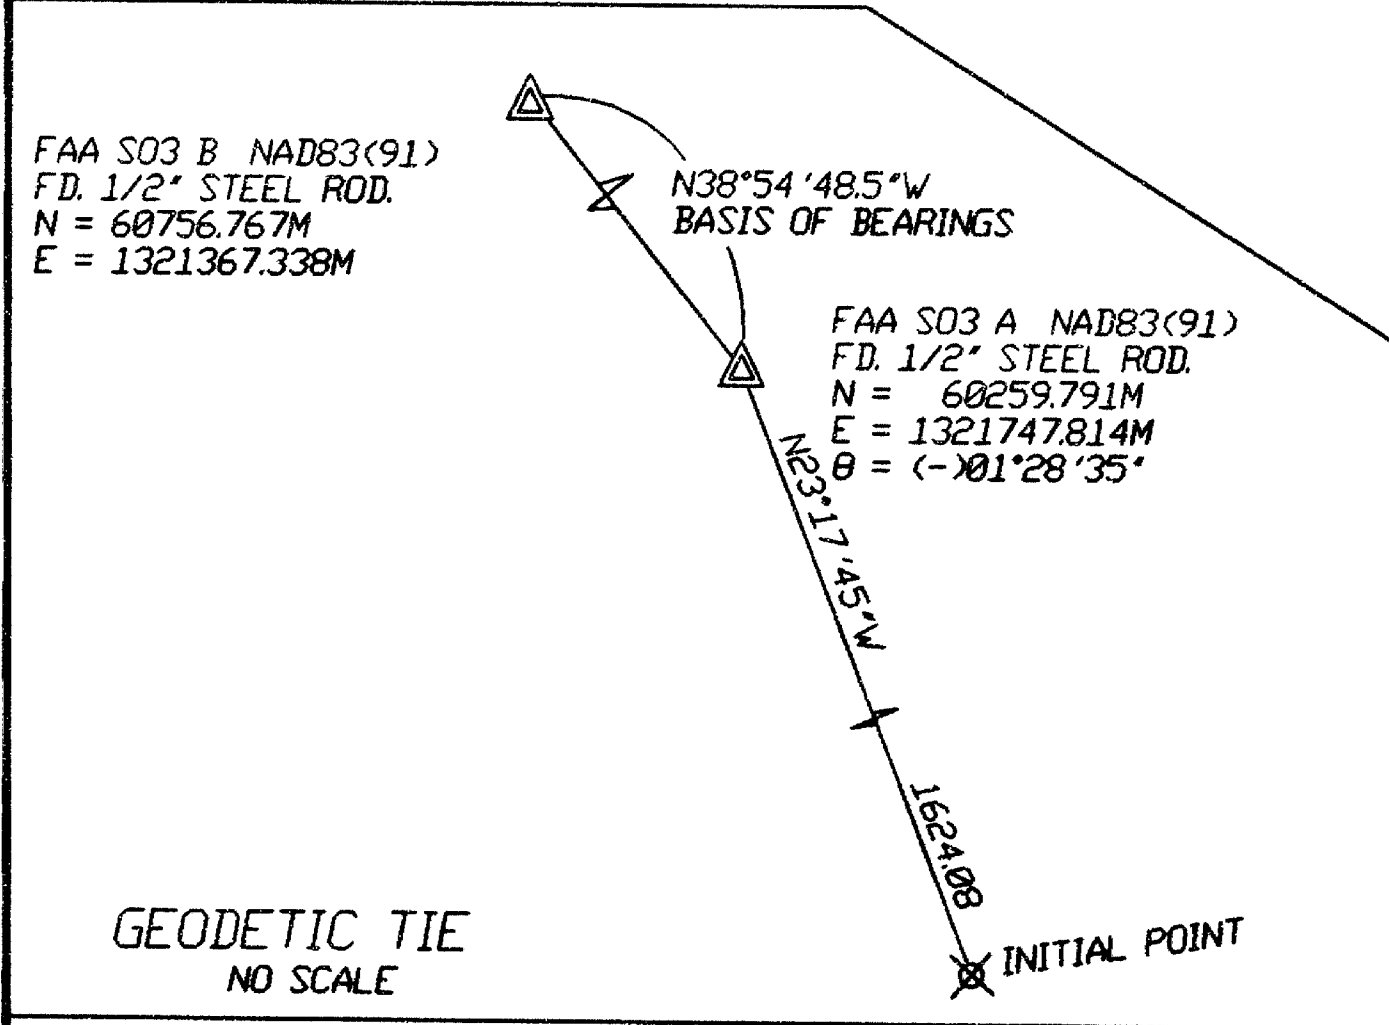 FAA S03 B NAD83(91)
FD. 1/2" STEEL ROD.
N = 60756.767M
E = 1321367.338M
N38°54'48.5"W
BASIS OF BEARINGS
FAA S03 A NAD83(91)
FD. 1/2" STEEL ROD.
N = 60259.791M
E = 1321747.814M
θ = (-)01°28'35"
N23°17'45"W
1624.08
INITIAL POINT
GEODETIC TIE
NO SCALE